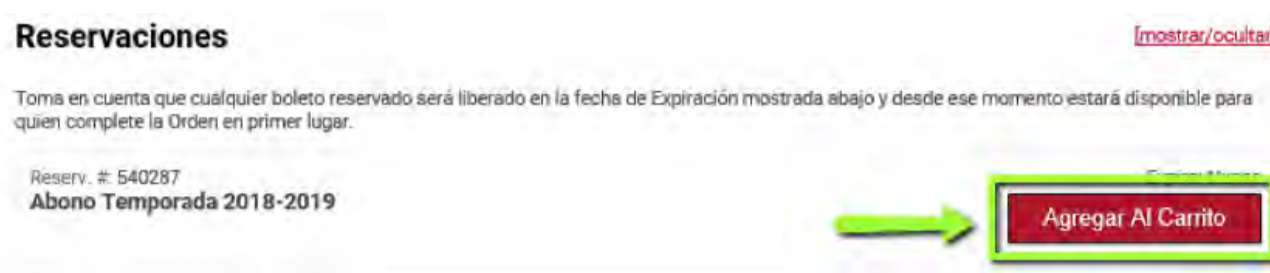 Reservaciones
[mostrar/ocultar
Toma en cuenta que cualquier boleto reservado será liberado en la fecha de Expiración mostrada abajo y desde ese momento estará disponible para
quien complete la Orden en primer lugar.
Reserv. #: 540287
Abono Temporada 2018-2019
Agregar Al Carrito